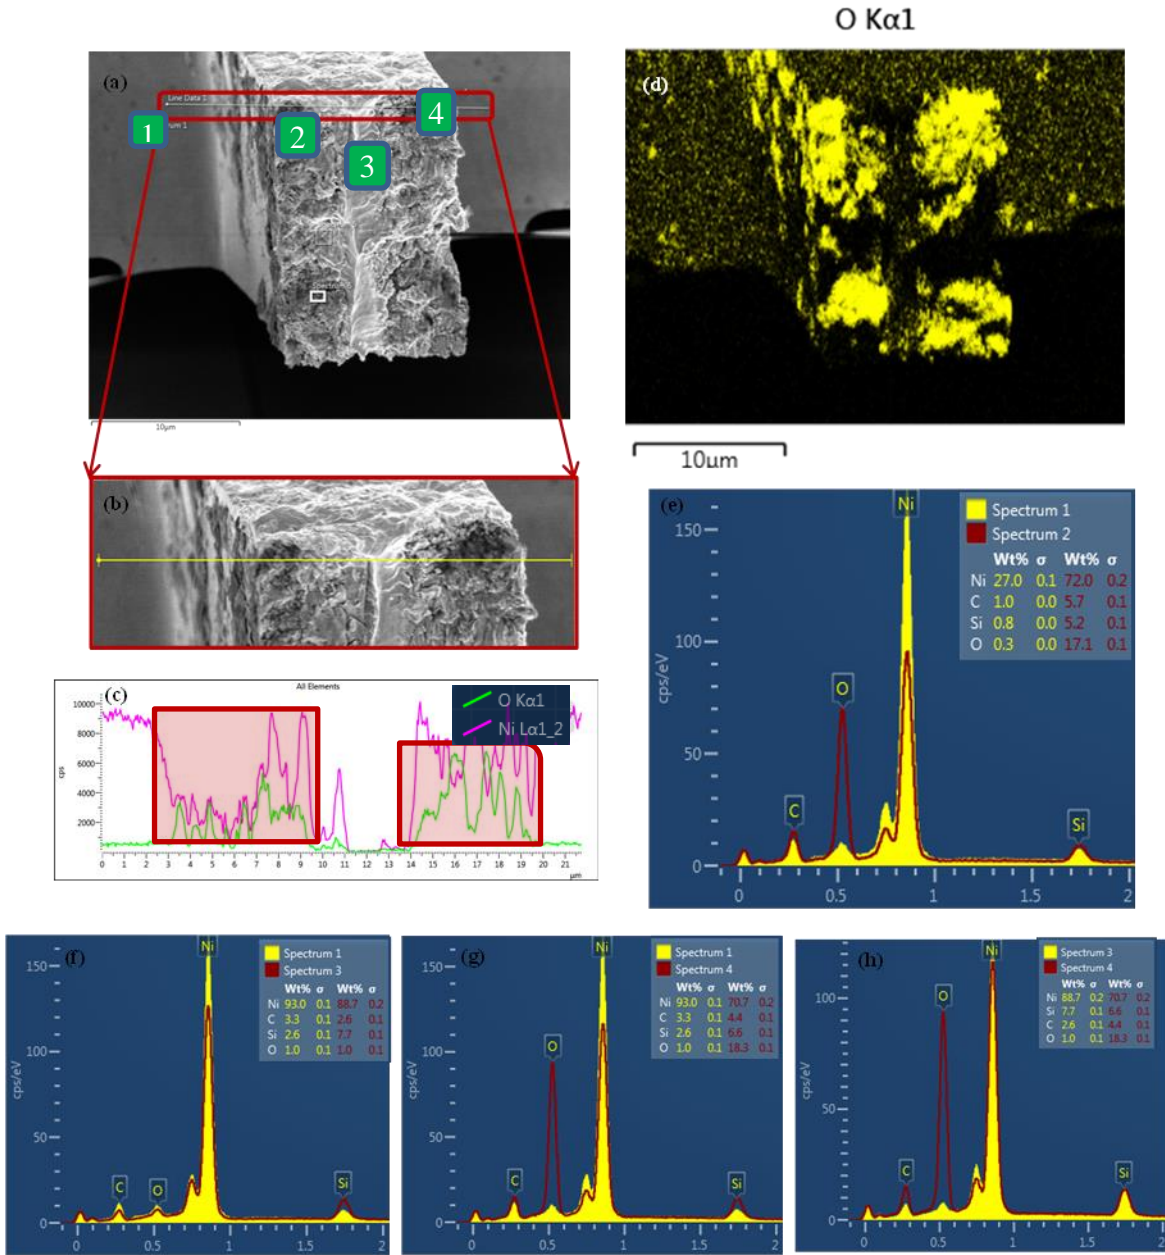 O Kα1
(a)
Line Data 1
1
rum 1
2
3
4
Spectrum
10µm
(d)
10µm
(b)
(c)
All Elements
O Kα1
Ni Lα1_2
cps
10000
8000
6000
4000
2000
0
0 1 2 3 4 5 6 7 8 9 10 11 12 13 14 15 16 17 18 19 20 21
µm
(e)
Ni
Spectrum 1
Spectrum 2
Wt% σ Wt% σ
Ni 27.0 0.1 72.0 0.2
C 1.0 0.0 5.7 0.1
Si 0.8 0.0 5.2 0.1
O 0.3 0.0 17.1 0.1
O
C
Si
cps/eV
150
100
50
0
0 0.5 1 1.5 2
(f)
Ni
Spectrum 1
Spectrum 3
Wt% σ Wt% σ
Ni 93.0 0.1 88.7 0.2
C 3.3 0.1 2.6 0.1
Si 2.6 0.1 7.7 0.1
O 1.0 0.1 1.0 0.1
C
O
Si
cps/eV
150
100
50
0
0 0.5 1 1.5 2
(g)
Ni
Spectrum 1
Spectrum 4
Wt% σ Wt% σ
Ni 93.0 0.1 70.7 0.2
C 3.3 0.1 4.4 0.1
Si 2.6 0.1 6.6 0.1
O 1.0 0.1 18.3 0.1
O
C
Si
cps/eV
150
100
50
0
0 0.5 1 1.5 2
(h)
Ni
Spectrum 3
Spectrum 4
Wt% σ Wt% σ
Ni 88.7 0.2 70.7 0.2
Si 7.7 0.1 6.6 0.1
C 2.6 0.1 4.4 0.1
O 1.0 0.1 18.3 0.1
O
C
Si
cps/eV
100
50
0
0 0.5 1 1.5 2